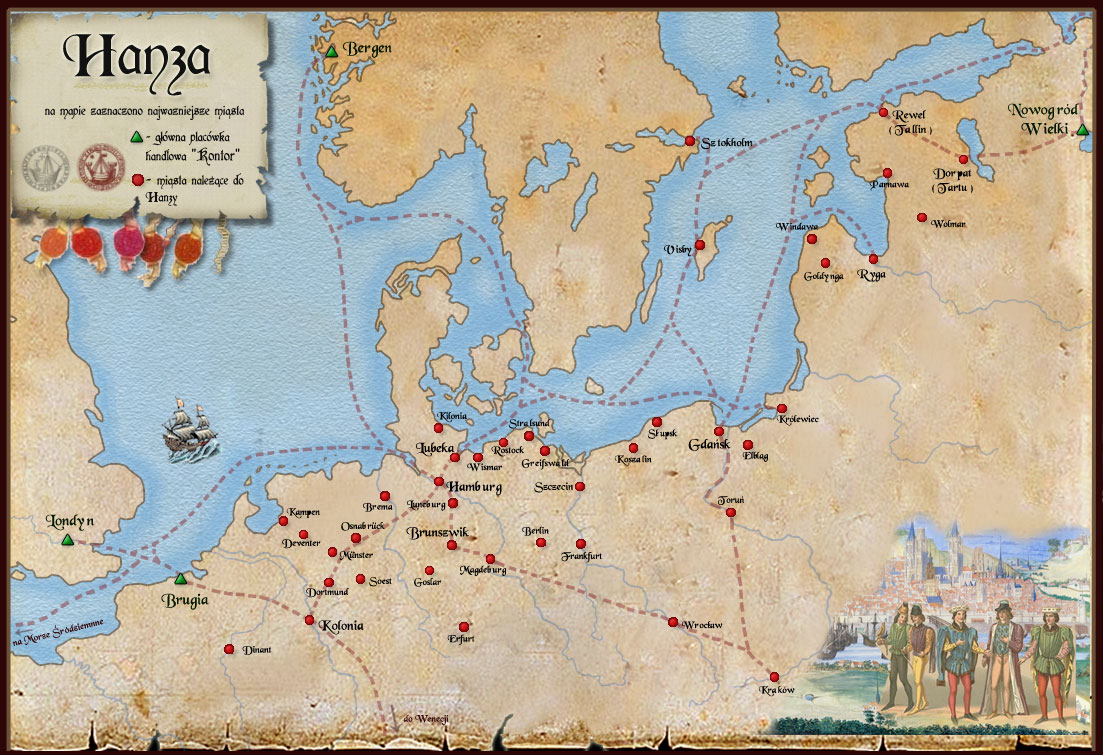 Hanza
na mapie zaznaczono najważniejsze miasta
- główna placówka
handlowa "Kontor"
- miasta należące do
Hanzy
Bergen
Nowogród
Wielki
Rewel
( Tallin )
Sztokholm
Dorpat
( Tartu )
Parnawa
Wolmar
Windawa
Visby
Goldynga
Ryga
Kilonia
Stralsund
Królewiec
Słupsk
Lubeka
Rostock
Gdańsk
Wismar
Greifswald
Koszalin
Elbląg
Hamburg
Szczecin
Brema
Luneburg
Toruń
Kampen
Londyn
Osnabrück
Deventer
Brunszwik
Berlin
Münster
Frankfurt
Magdeburg
Brugia
Soest
Goslar
Dortmund
Kolonia
Wrocław
na Morze Śródziemne
Erfurt
Dinant
Kraków
do Wenecji